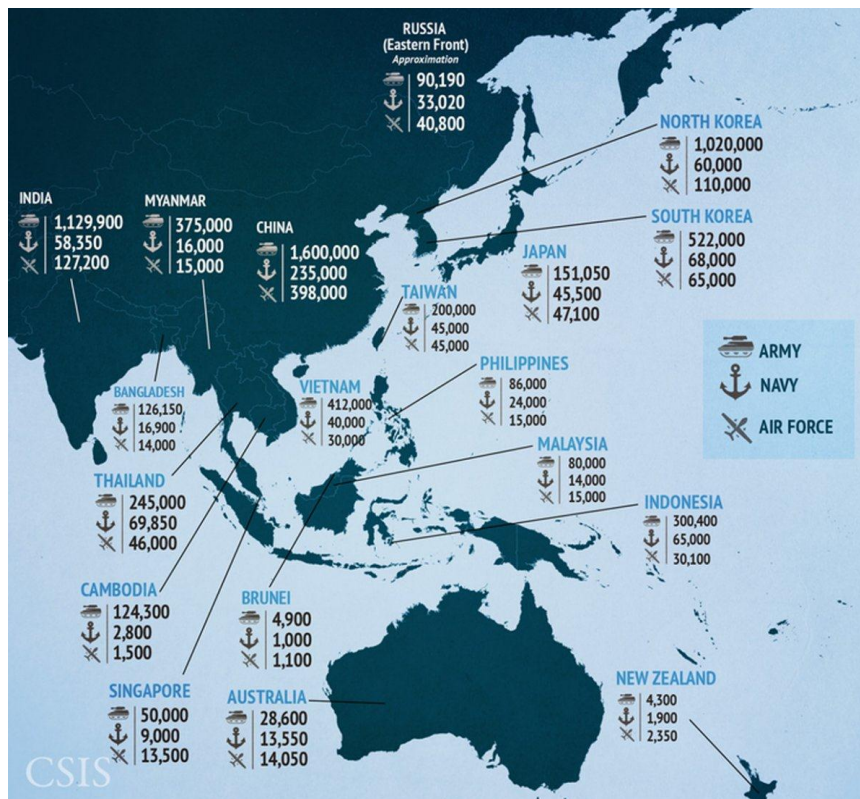 RUSSIA
(Eastern Front)
Approximation
90,190
33,020
40,800
NORTH KOREA
1,020,000
60,000
110,000
INDIA
1,129,900
58,350
127,200
MYANMAR
375,000
16,000
15,000
CHINA
1,600,000
235,000
398,000
SOUTH KOREA
522,000
68,000
65,000
JAPAN
151,050
45,500
47,100
TAIWAN
200,000
45,000
45,000
ARMY
NAVY
AIR FORCE
BANGLADESH
126,150
16,900
14,000
VIETNAM
412,000
40,000
30,000
PHILIPPINES
86,000
24,000
15,000
MALAYSIA
80,000
14,000
15,000
THAILAND
245,000
69,850
46,000
INDONESIA
300,400
65,000
30,100
CAMBODIA
124,300
2,800
1,500
BRUNEI
4,900
1,000
1,100
SINGAPORE
50,000
9,000
13,500
AUSTRALIA
28,600
13,550
14,050
NEW ZEALAND
4,300
1,900
2,350
CSIS